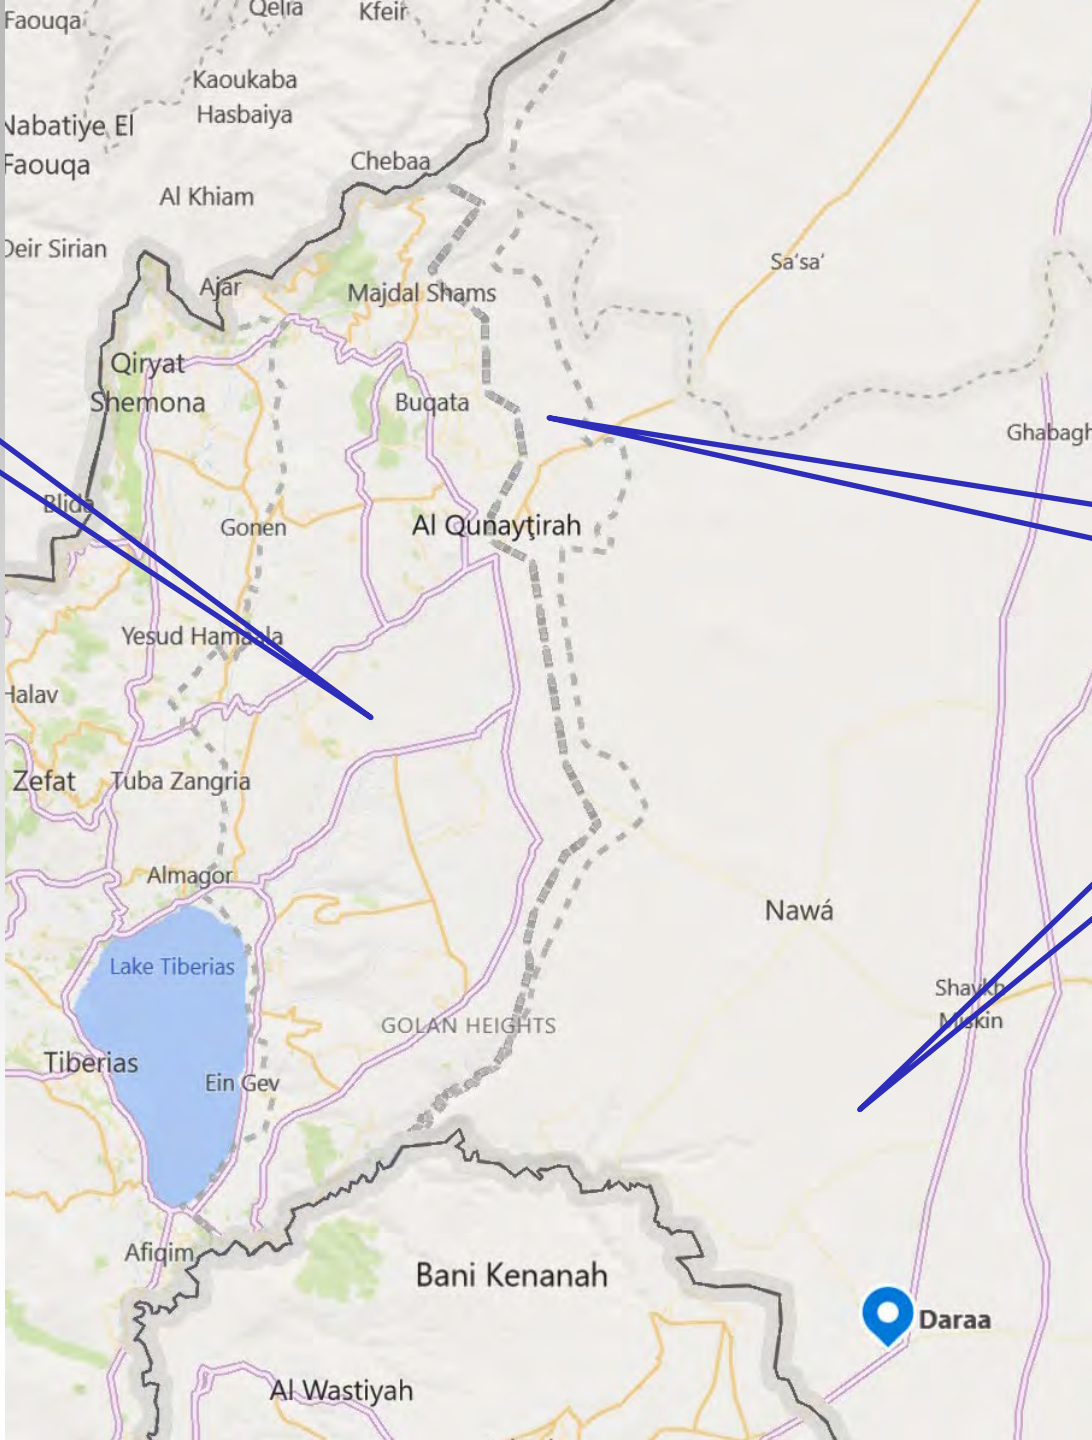 Faouqa
Qelia
Kfeir
Kaoukaba
Hasbaiya
Nabatiye El
Faouqa
Chebaa
Al Khiam
Deir Sirian
Sa'sa'
Ajar
Majdal Shams
Qiryat
Shemona
Buqata
Ghabagh
Blida
Gonen
Al Qunayţirah
Yesud Hamaala
Halav
Zefat
Tuba Zangria
Almagor
Nawá
Lake Tiberias
Shaykh
Miskin
GOLAN HEIGHTS
Tiberias
Ein Gev
Afiqim
Bani Kenanah
Daraa
Al Wastiyah